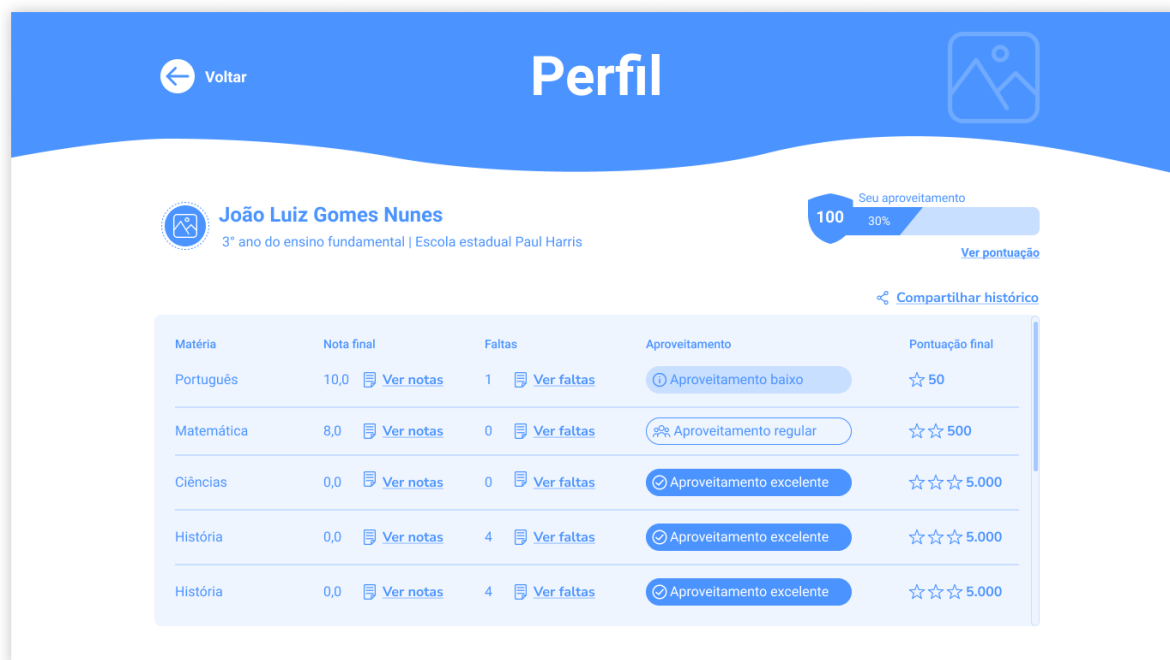 Voltar
Perfil
João Luiz Gomes Nunes
3° ano do ensino fundamental | Escola estadual Paul Harris
Seu aproveitamento
100
30%
Ver pontuação
Compartilhar histórico
Matéria Nota final Faltas Aproveitamento Pontuação final
Português 10,0 Ver notas 1 Ver faltas Aproveitamento baixo 50
Matemática 8,0 Ver notas 0 Ver faltas Aproveitamento regular 500
Ciências 0,0 Ver notas 0 Ver faltas Aproveitamento excelente 5.000
História 0,0 Ver notas 4 Ver faltas Aproveitamento excelente 5.000
História 0,0 Ver notas 4 Ver faltas Aproveitamento excelente 5.000